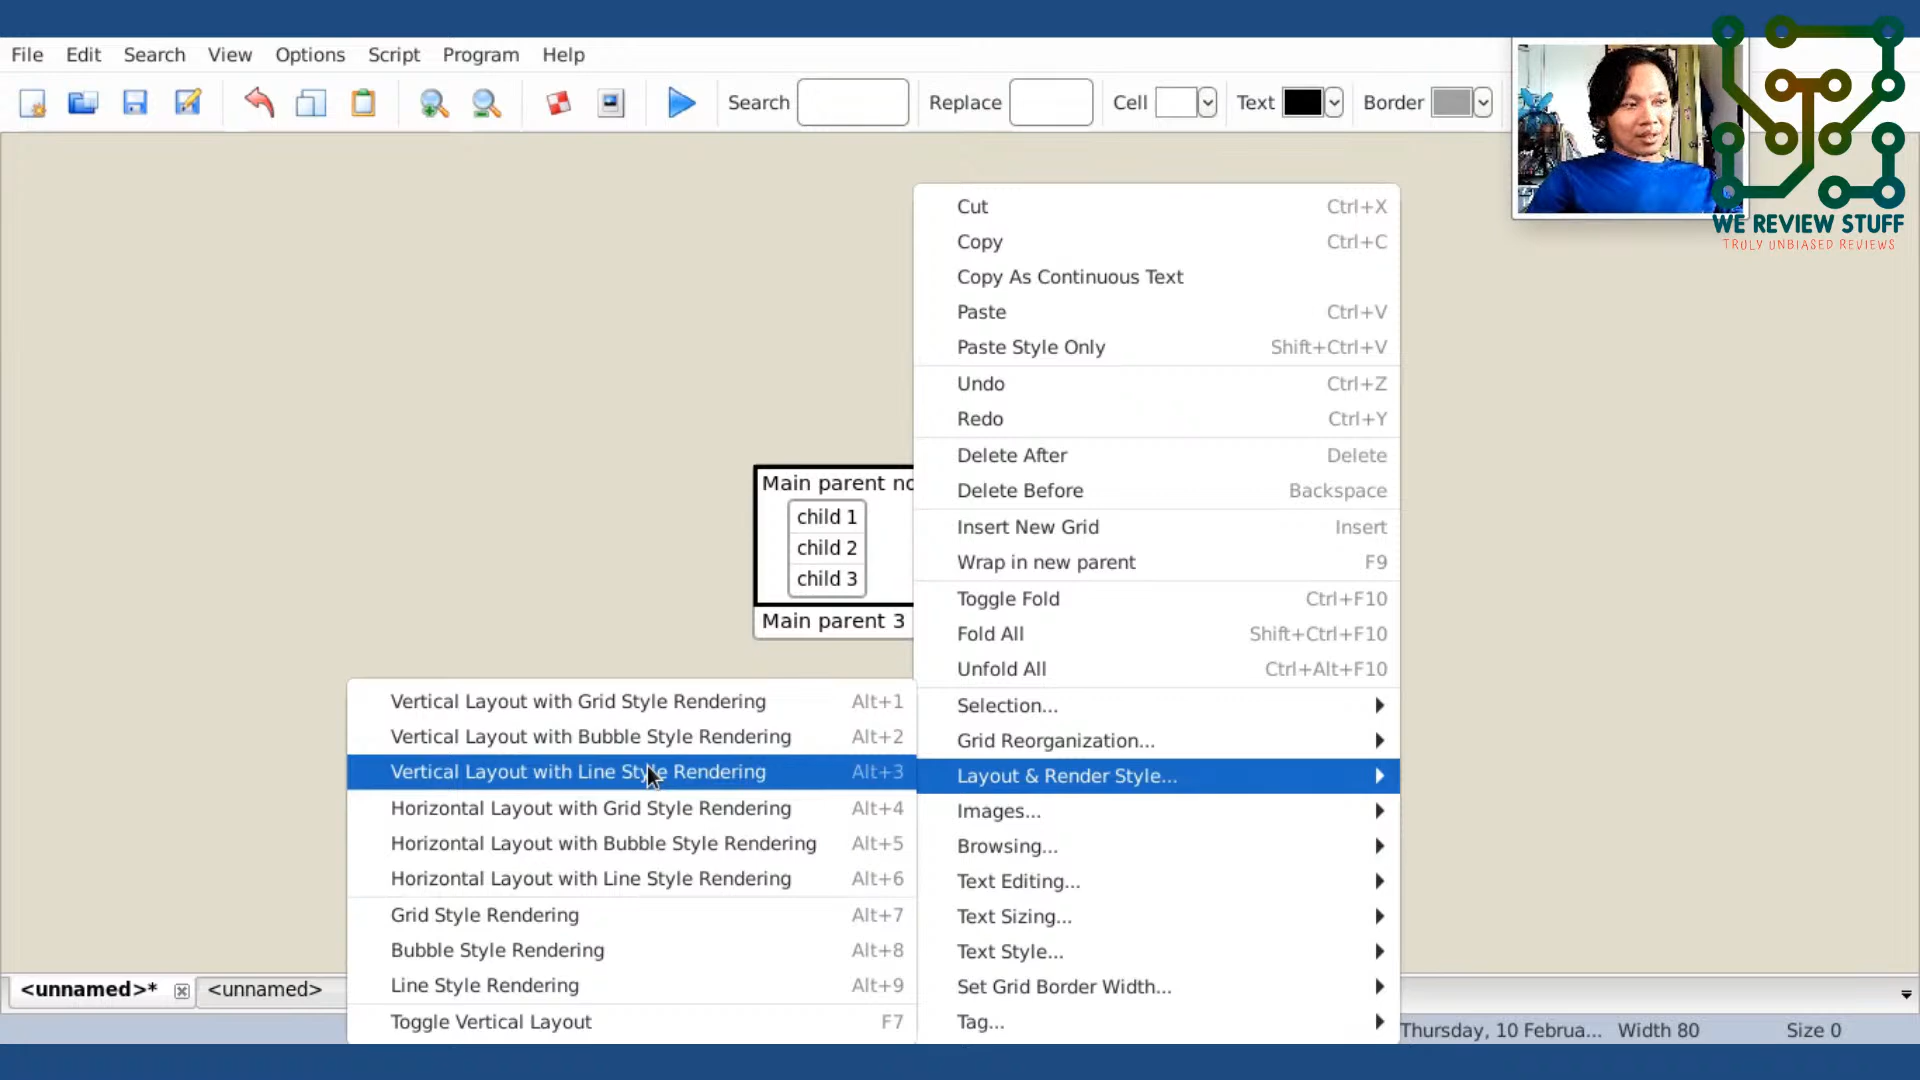 File Edit Search View Options Script Program Help
Search Replace Cell Text Border
WE REVIEW STUFF
TRULY UNBIASED REVIEWS
Cut Ctrl+X
Copy Ctrl+C
Copy As Continuous Text
Paste Ctrl+V
Paste Style Only Shift+Ctrl+V
Undo Ctrl+Z
Redo Ctrl+Y
Delete After Delete
Delete Before Backspace
Insert New Grid Insert
Wrap in new parent F9
Toggle Fold Ctrl+F10
Fold All Shift+Ctrl+F10
Unfold All Ctrl+Alt+F10
Selection...
Grid Reorganization...
Layout & Render Style...
Images...
Browsing...
Text Editing...
Text Sizing...
Text Style...
Set Grid Border Width...
Tag...
Main parent no
child 1
child 2
child 3
Main parent 3
Vertical Layout with Grid Style Rendering Alt+1
Vertical Layout with Bubble Style Rendering Alt+2
Vertical Layout with Line Style Rendering Alt+3
Horizontal Layout with Grid Style Rendering Alt+4
Horizontal Layout with Bubble Style Rendering Alt+5
Horizontal Layout with Line Style Rendering Alt+6
Grid Style Rendering Alt+7
Bubble Style Rendering Alt+8
Line Style Rendering Alt+9
Toggle Vertical Layout F7
<unnamed>* <unnamed>
Thursday, 10 Februa... Width 80 Size 0